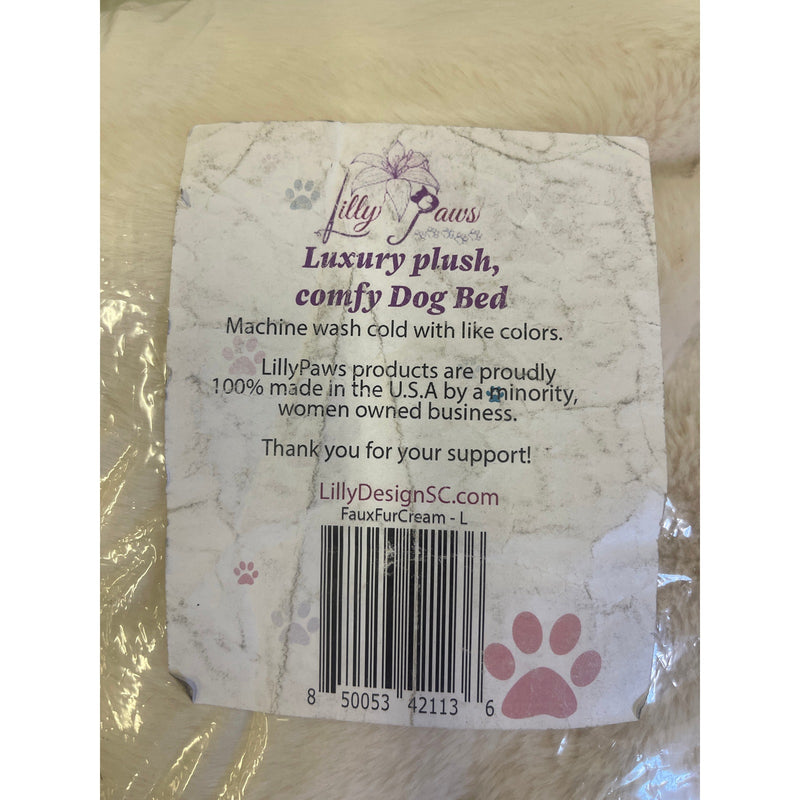 Lilly Paws
Luxury plush,
comfy Dog Bed
Machine wash cold with like colors.
LillyPaws products are proudly
100% made in the U.S.A by a minority,
women owned business.
Thank you for your support!
LillyDesignSC.com
FauxFurCream - L
8 50053 42113 6